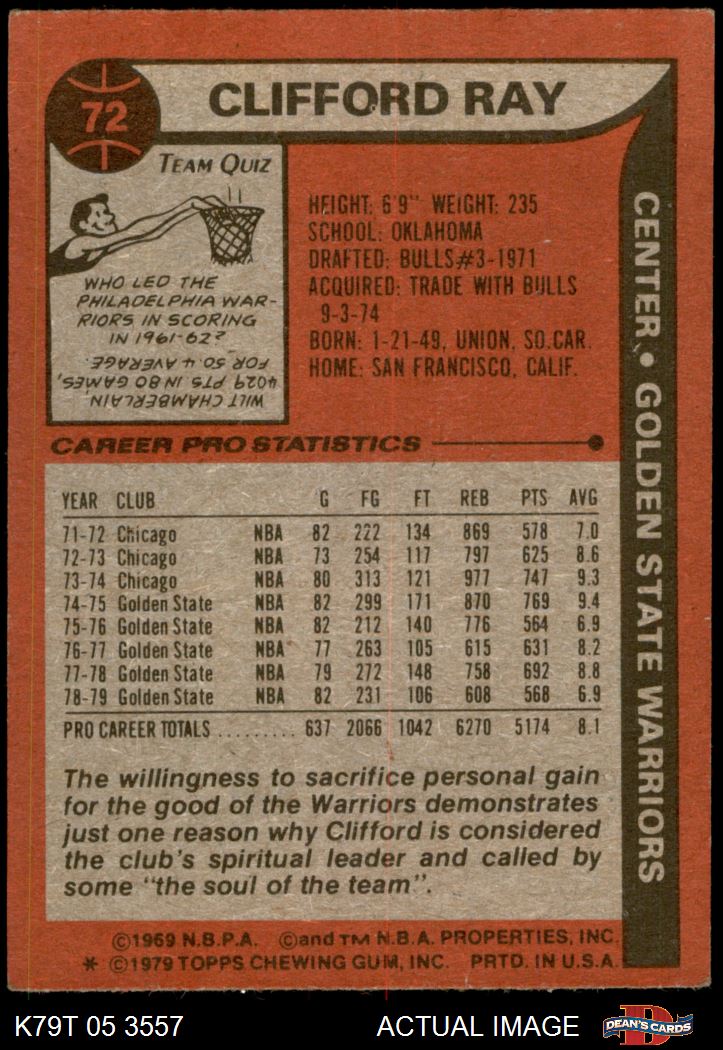 72
CLIFFORD RAY
TEAM QUIZ
WHO LED THE
PHILADELPHIA WAR-
RIORS IN SCORING
IN 1961-62?
WILT CHAMBERLAIN
4029 PTS. IN 80 GAMES,
FOR 50.4 AVERAGE.
HEIGHT: 6'9" WEIGHT: 235
SCHOOL: OKLAHOMA
DRAFTED: BULLS #3-1971
ACQUIRED: TRADE WITH BULLS
9-3-74
BORN: 1-21-49, UNION, SO.CAR.
HOME: SAN FRANCISCO, CALIF.
CENTER • GOLDEN STATE WARRIORS
CAREER PRO STATISTICS
YEAR CLUB G FG FT REB PTS AVG
71-72 Chicago NBA 82 222 134 869 578 7.0
72-73 Chicago NBA 73 254 117 797 625 8.6
73-74 Chicago NBA 80 313 121 977 747 9.3
74-75 Golden State NBA 82 299 171 870 769 9.4
75-76 Golden State NBA 82 212 140 776 564 6.9
76-77 Golden State NBA 77 263 105 615 631 8.2
77-78 Golden State NBA 79 272 148 758 692 8.8
78-79 Golden State NBA 82 231 106 608 568 6.9
PRO CAREER TOTALS ......... 637 2066 1042 6270 5174 8.1
The willingness to sacrifice personal gain
for the good of the Warriors demonstrates
just one reason why Clifford is considered
the club's spiritual leader and called by
some "the soul of the team".
©1969 N.B.P.A. ©and TM N.B.A. PROPERTIES, INC.
* ©1979 TOPPS CHEWING GUM, INC. PRTD. IN U.S.A.
K79T 05 3557 ACTUAL IMAGE
D
DEAN'S CARDS